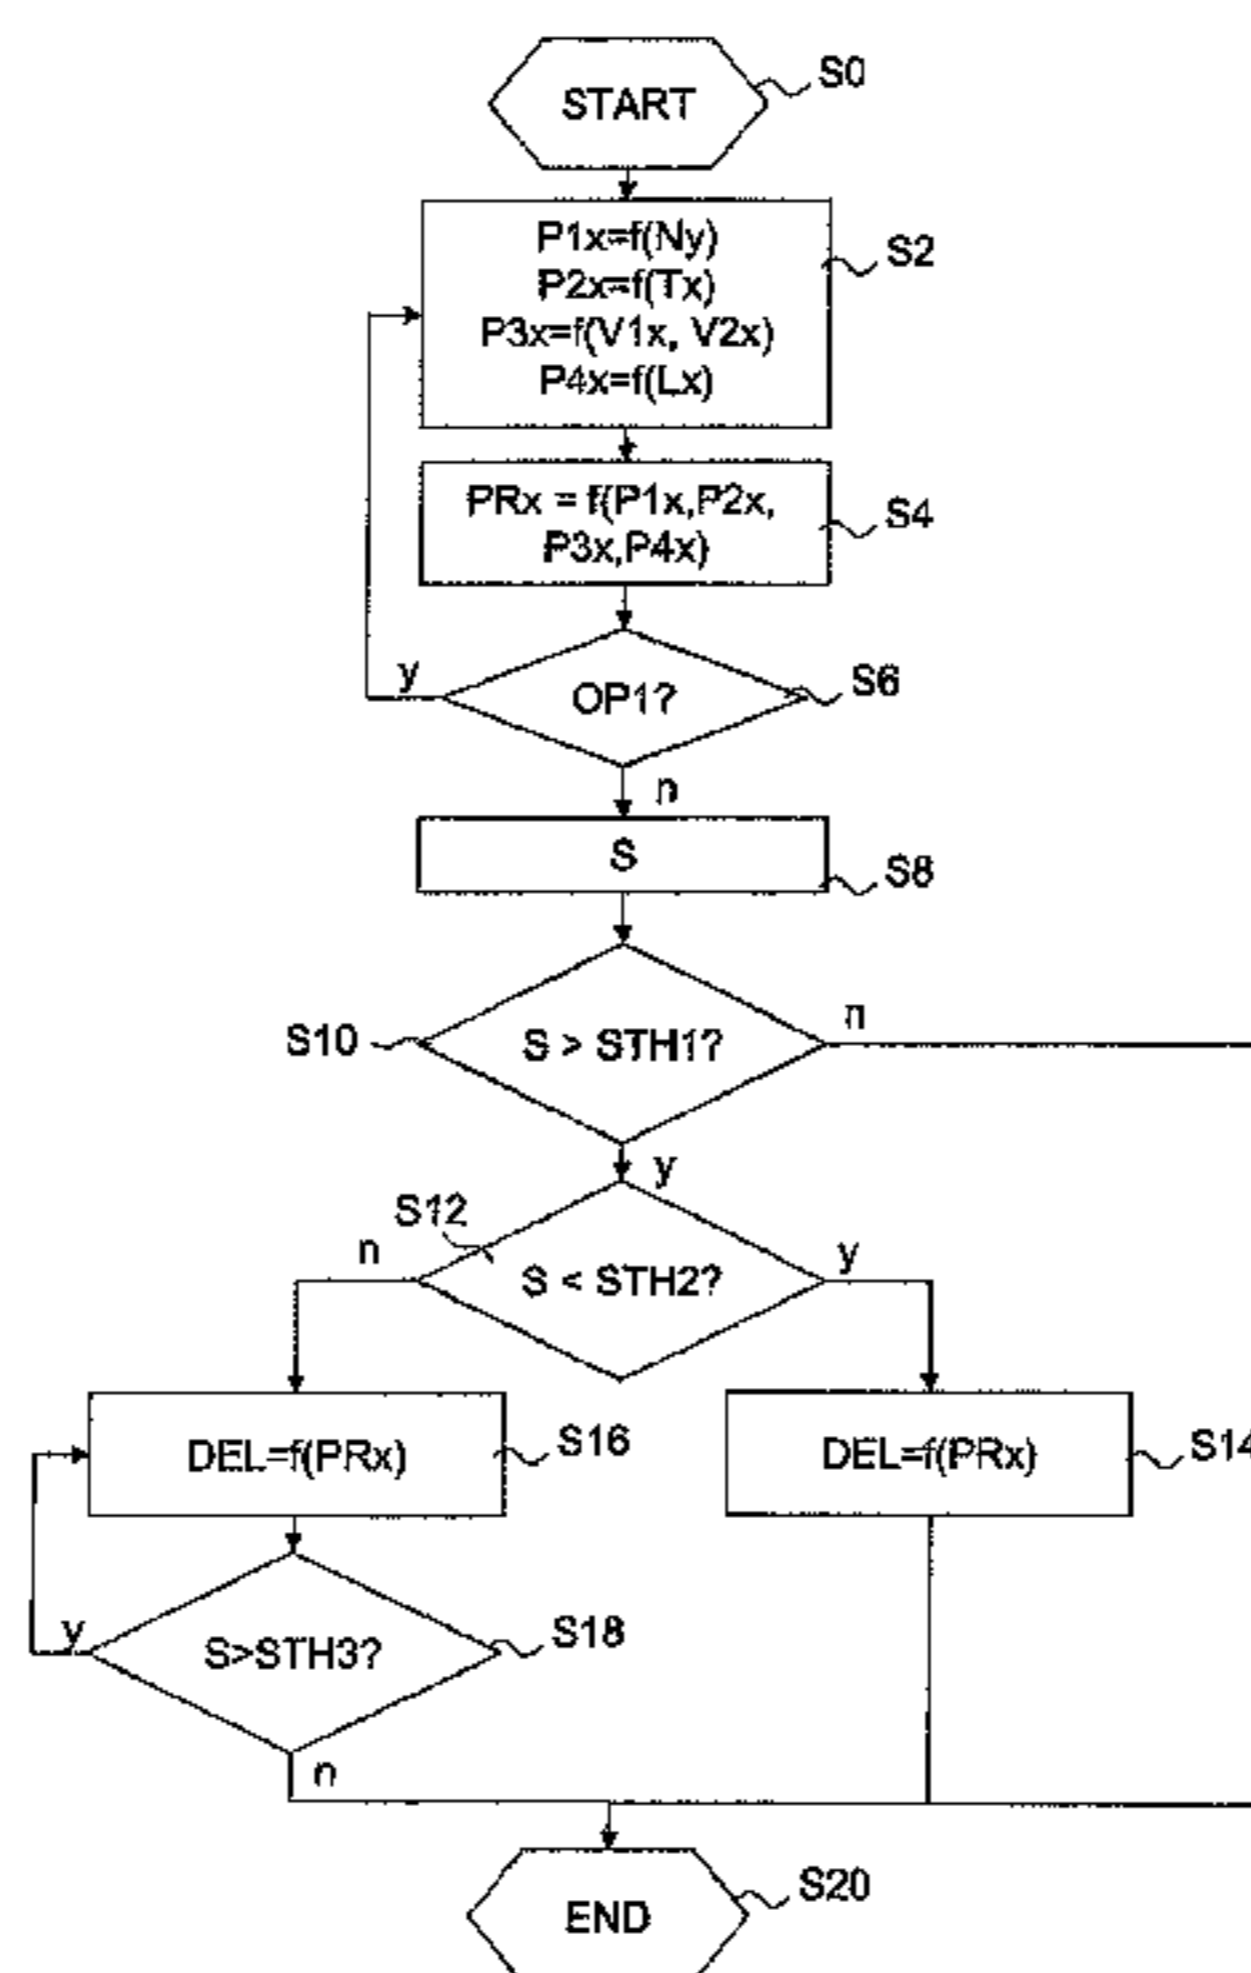 START
S0
P1x=f(Ny)
P2x=f(Tx)
P3x=f(V1x, V2x)
P4x=f(Lx)
S2
PRx = f(P1x,P2x,
P3x,P4x)
S4
OP1?
S6
y
n
S
S8
S10
S > STH1?
n
y
S12
n
S < STH2?
y
DEL=f(PRx)
S16
DEL=f(PRx)
S14
y
S>STH3?
S18
n
END
S20